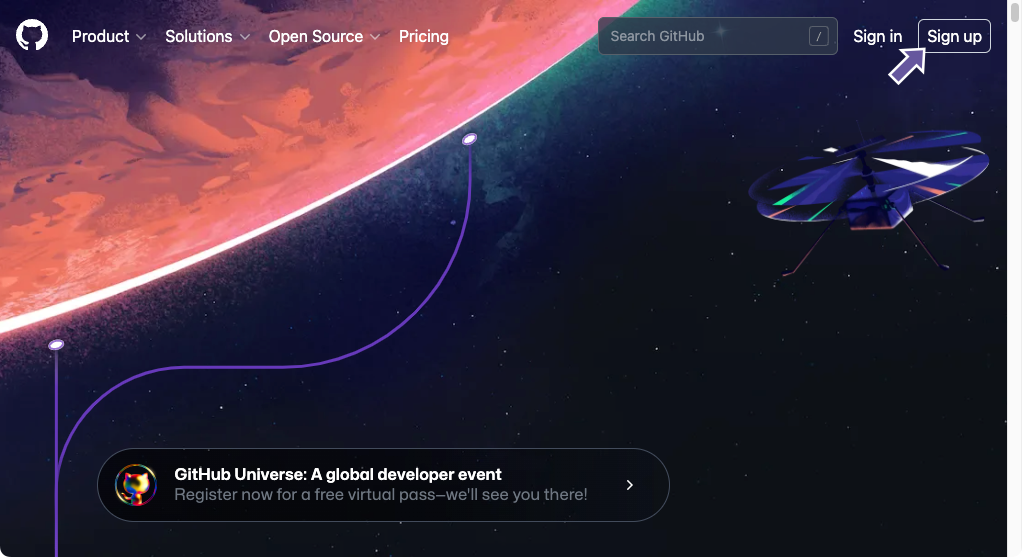 Product Solutions Open Source Pricing Search GitHub / Sign in Sign up
GitHub Universe: A global developer event
Register now for a free virtual pass—we'll see you there!